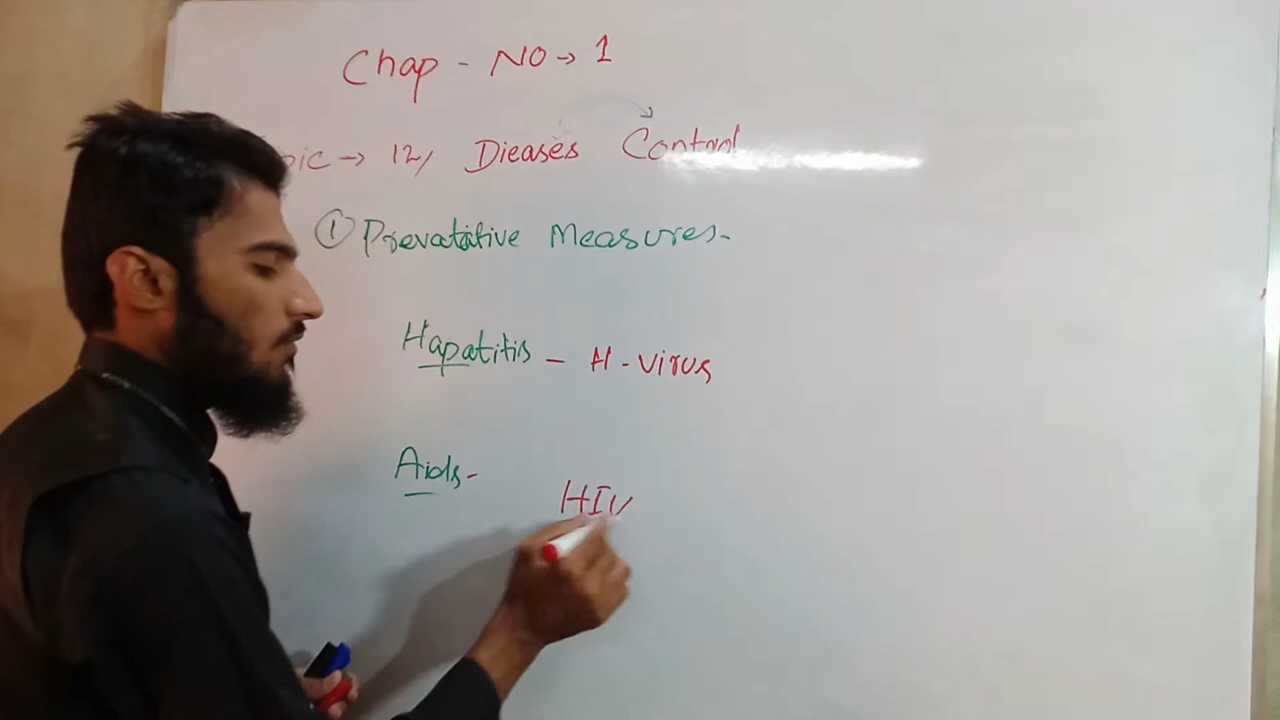 Chap - NO → 1
pic → 12, Dieases Control
① Prevatative Measures.
Hapatitis - H-virus
Aids -
HIV